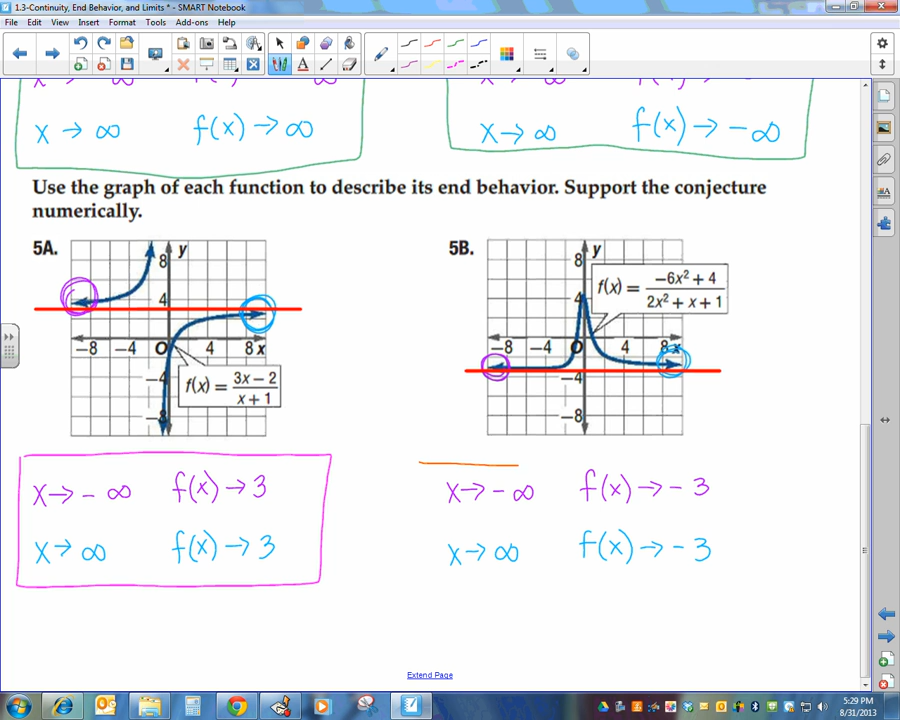 1.3-Continuity, End Behavior, and Limits * - SMART Notebook
File Edit View Insert Format Tools Add-ons Help
x → ∞ f(x) → ∞
x → ∞ f(x) → -∞
Use the graph of each function to describe its end behavior. Support the conjecture
numerically.
5A.
y
8
4
-8 -4 O 4 8 x
-4
-8
f(x) = 3x - 2 / x + 1
5B.
y
8
4
-8 -4 O 4 8 x
-4
-8
f(x) = -6x² + 4 / 2x² + x + 1
x → -∞ f(x) → 3
x → ∞ f(x) → 3
x → -∞ f(x) → -3
x → ∞ f(x) → -3
Extend Page
5:29 PM
8/31/2013